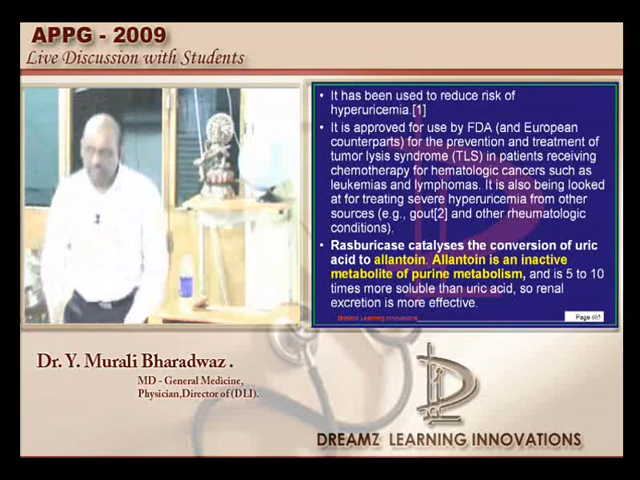 APPG - 2009
Live Discussion with Students
• It has been used to reduce risk of
hyperuricemia.[1]
• It is approved for use by FDA (and European
counterparts) for the prevention and treatment of
tumor lysis syndrome (TLS) in patients receiving
chemotherapy for hematologic cancers such as
leukemias and lymphomas. It is also being looked
at for treating severe hyperuricemia from other
sources (e.g., gout[2] and other rheumatologic
conditions).
• Rasburicase catalyses the conversion of uric
acid to allantoin. Allantoin is an inactive
metabolite of purine metabolism, and is 5 to 10
times more soluble than uric acid, so renal
excretion is more effective.
Dreamz Learning Innovations
Page 605
Dr. Y. Murali Bharadwaz .
MD - General Medicine,
Physician,Director of (DLI).
DREAMZ LEARNING INNOVATIONS